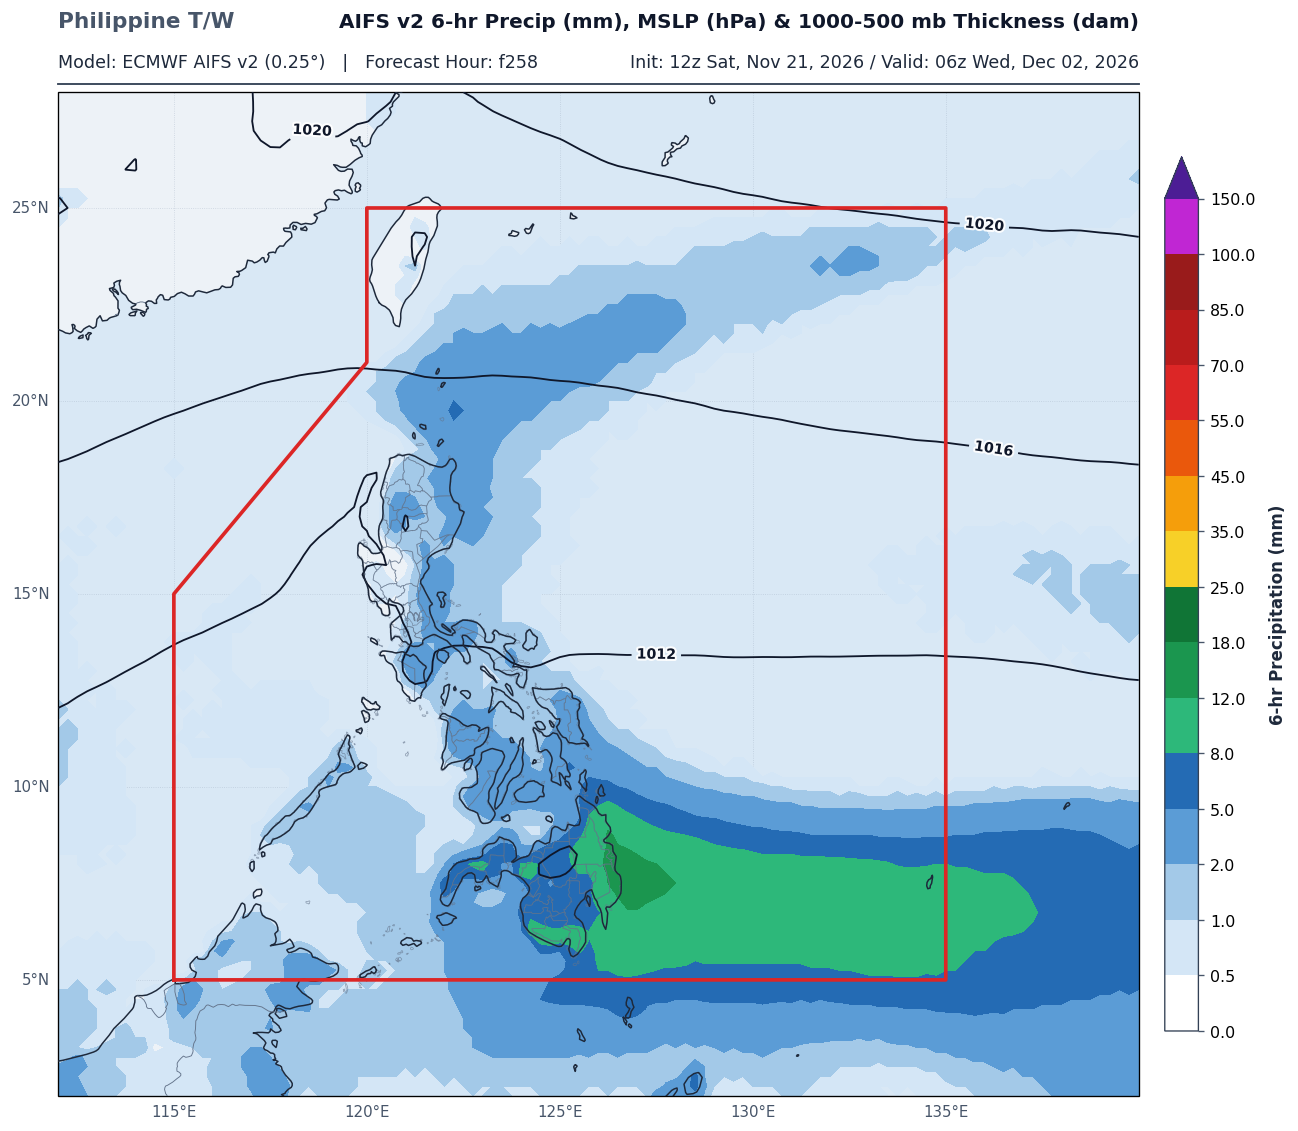 Philippine T/W
AIFS v2 6-hr Precip (mm), MSLP (hPa) & 1000-500 mb Thickness (dam)
Model: ECMWF AIFS v2 (0.25°) | Forecast Hour: f258
Init: 12z Sat, Nov 21, 2026 / Valid: 06z Wed, Dec 02, 2026
1020
1020
1016
1012
25°N
20°N
15°N
10°N
5°N
115°E
120°E
125°E
130°E
135°E
150.0
100.0
85.0
70.0
55.0
45.0
35.0
25.0
18.0
12.0
8.0
5.0
2.0
1.0
0.5
0.0
6-hr Precipitation (mm)